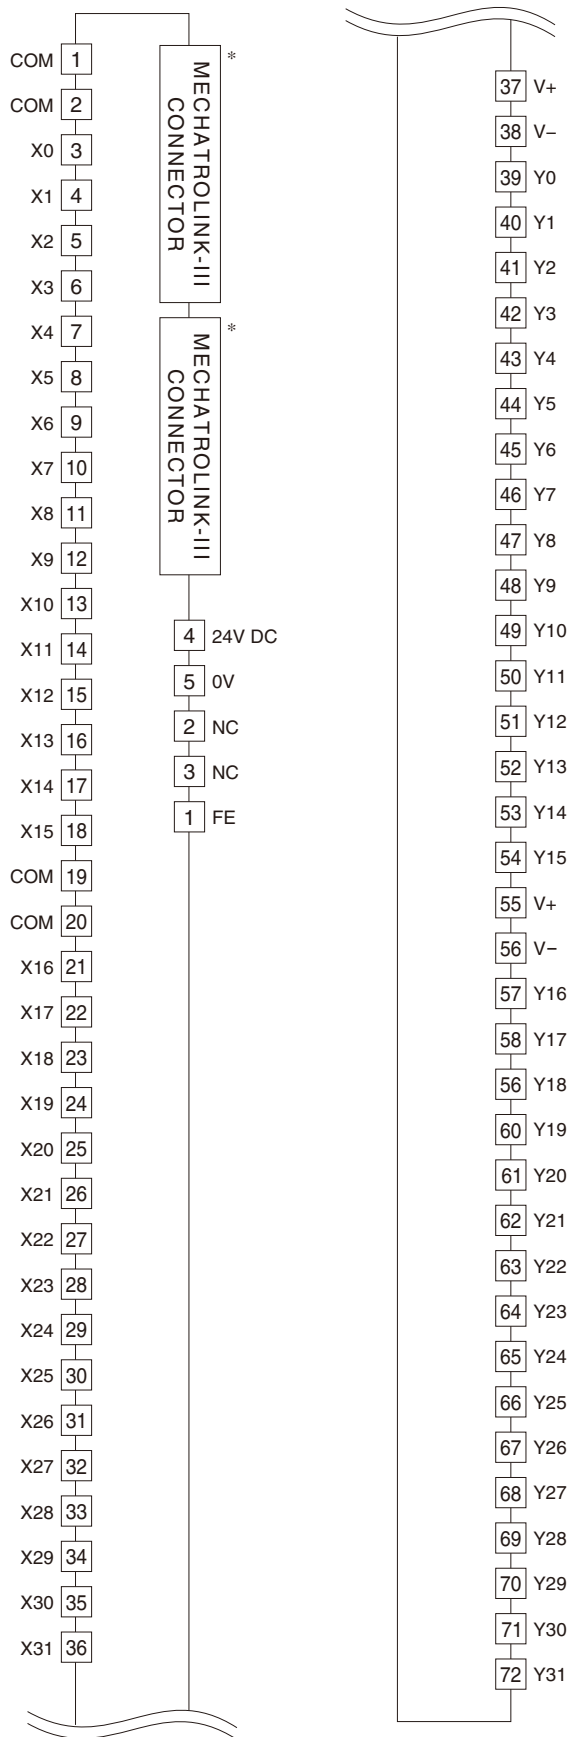 COM 1
COM 2
X0 3
X1 4
X2 5
X3 6
X4 7
X5 8
X6 9
X7 10
X8 11
X9 12
X10 13
X11 14
X12 15
X13 16
X14 17
X15 18
COM 19
COM 20
X16 21
X17 22
X18 23
X19 24
X20 25
X21 26
X22 27
X23 28
X24 29
X25 30
X26 31
X27 32
X28 33
X29 34
X30 35
X31 36
MECHATROLINK-III
CONNECTOR
*
MECHATROLINK-III
CONNECTOR
*
4 24V DC
5 0V
2 NC
3 NC
1 FE
37 V+
38 V−
39 Y0
40 Y1
41 Y2
42 Y3
43 Y4
44 Y5
45 Y6
46 Y7
47 Y8
48 Y9
49 Y10
50 Y11
51 Y12
52 Y13
53 Y14
54 Y15
55 V+
56 V−
57 Y16
58 Y17
56 Y18
60 Y19
61 Y20
62 Y21
63 Y22
64 Y23
65 Y24
66 Y25
67 Y26
68 Y27
69 Y28
70 Y29
71 Y30
72 Y31